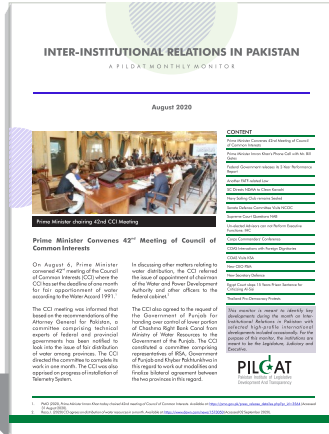 INTER-INSTITUTIONAL RELATIONS IN PAKISTAN
A PILDAT MONTHLY MONITOR
August 2020
Prime Minister chairing 42nd CCI Meeting
Prime Minister Convenes 42nd Meeting of Council of
Common Interests
On August 6, Prime Minister
convened 42nd meeting of the Council
of Common Interests (CCI) where the
CCI has set the deadline of one month
for fair apportionment of water
according to the Water Accord 1991.1
The CCI meeting was informed that
based on the recommendations of the
Attorney General for Pakistan, a
committee comprising technical
experts of federal and provincial
governments has been notified to
look into the issue of fair distribution
of water among provinces. The CCI
directed the committee to complete its
work in one month. The CCI was also
apprised on progress of installation of
Telemetry System.
In discussing other matters relating to
water distribution, the CCI referred
the issue of appointment of chairman
of the Water and Power Development
Authority and other officers to the
federal cabinet.
The CCI also agreed to the request of
the Government of Punjab for
handing over control of lower portion
of Chashma Right Bank Canal from
Ministry of Water Resources to the
Government of the Punjab. The CCI
constituted a committee comprising
representatives of IRSA, Government
of Punjab and Khyber Pakhtunkhwa in
this regard to work out modalities and
finalize bilateral agreement between
the two provinces in this regard.
CONTENT
Prime Minister Convenes 42nd Meeting of Council
of Common Interests
Prime Minister Imran Khan's Phone Call with Mr. Bill
Gates
Federal Government releases its 2 Year Performance
Report
Another FATF-related Law
SC Directs NDMA to Clean Karachi
Navy Sailing Club remains Sealed
Senate Defence Committee Visits NCOC
Supreme Court Questions NAB
Un-elected Advisors can not Perform Executive
Functions: IHC
Corps Commanders' Conference
COAS Interactions with Foreign Dignitaries
COAS Visits KSA
New CEO PIA
New Secretary Defence
Thailand Pro-Democracy Protests
This monitor is meant to identify key
developments during the month on Inter-
Institutional Relations in Pakistan with
selected high-profile international
developments included occasionally. For the
purpose of this monitor, the Institutions are
meant to be the Legislature, Judiciary and
Executive.
PILDAT
Pakistan Institute of Legislative
Development And Transparency